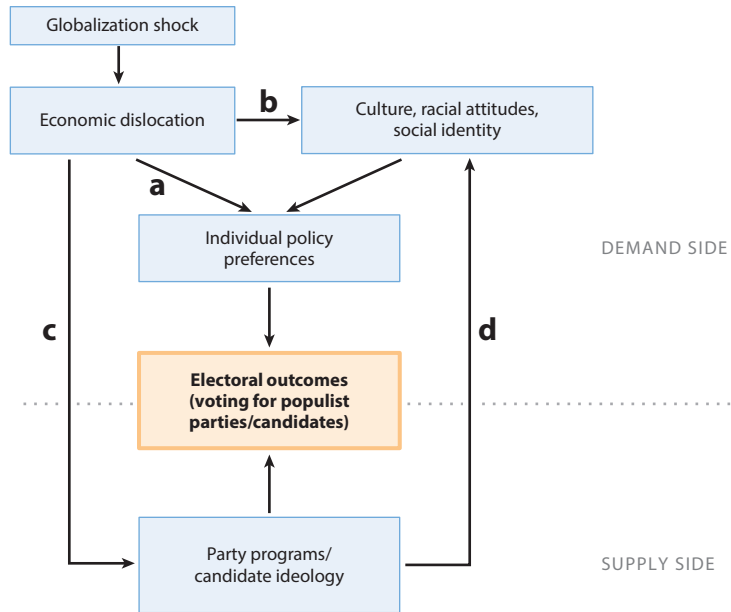 Globalization shock
Economic dislocation
b
Culture, racial attitudes,
social identity
a
Individual policy
preferences
DEMAND SIDE
c
d
Electoral outcomes
(voting for populist
parties/candidates)
Party programs/
candidate ideology
SUPPLY SIDE